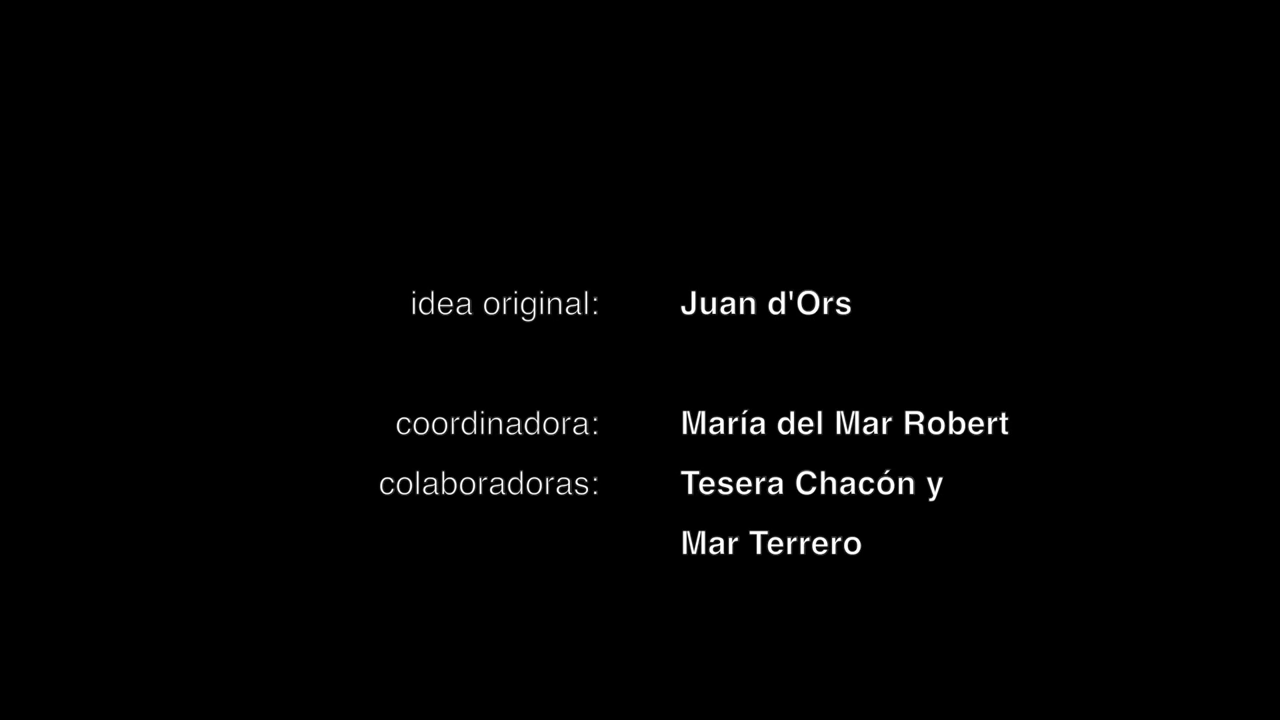 idea original: Juan d'Ors
coordinadora: María del Mar Robert
colaboradoras: Tesera Chacón y
Mar Terrero